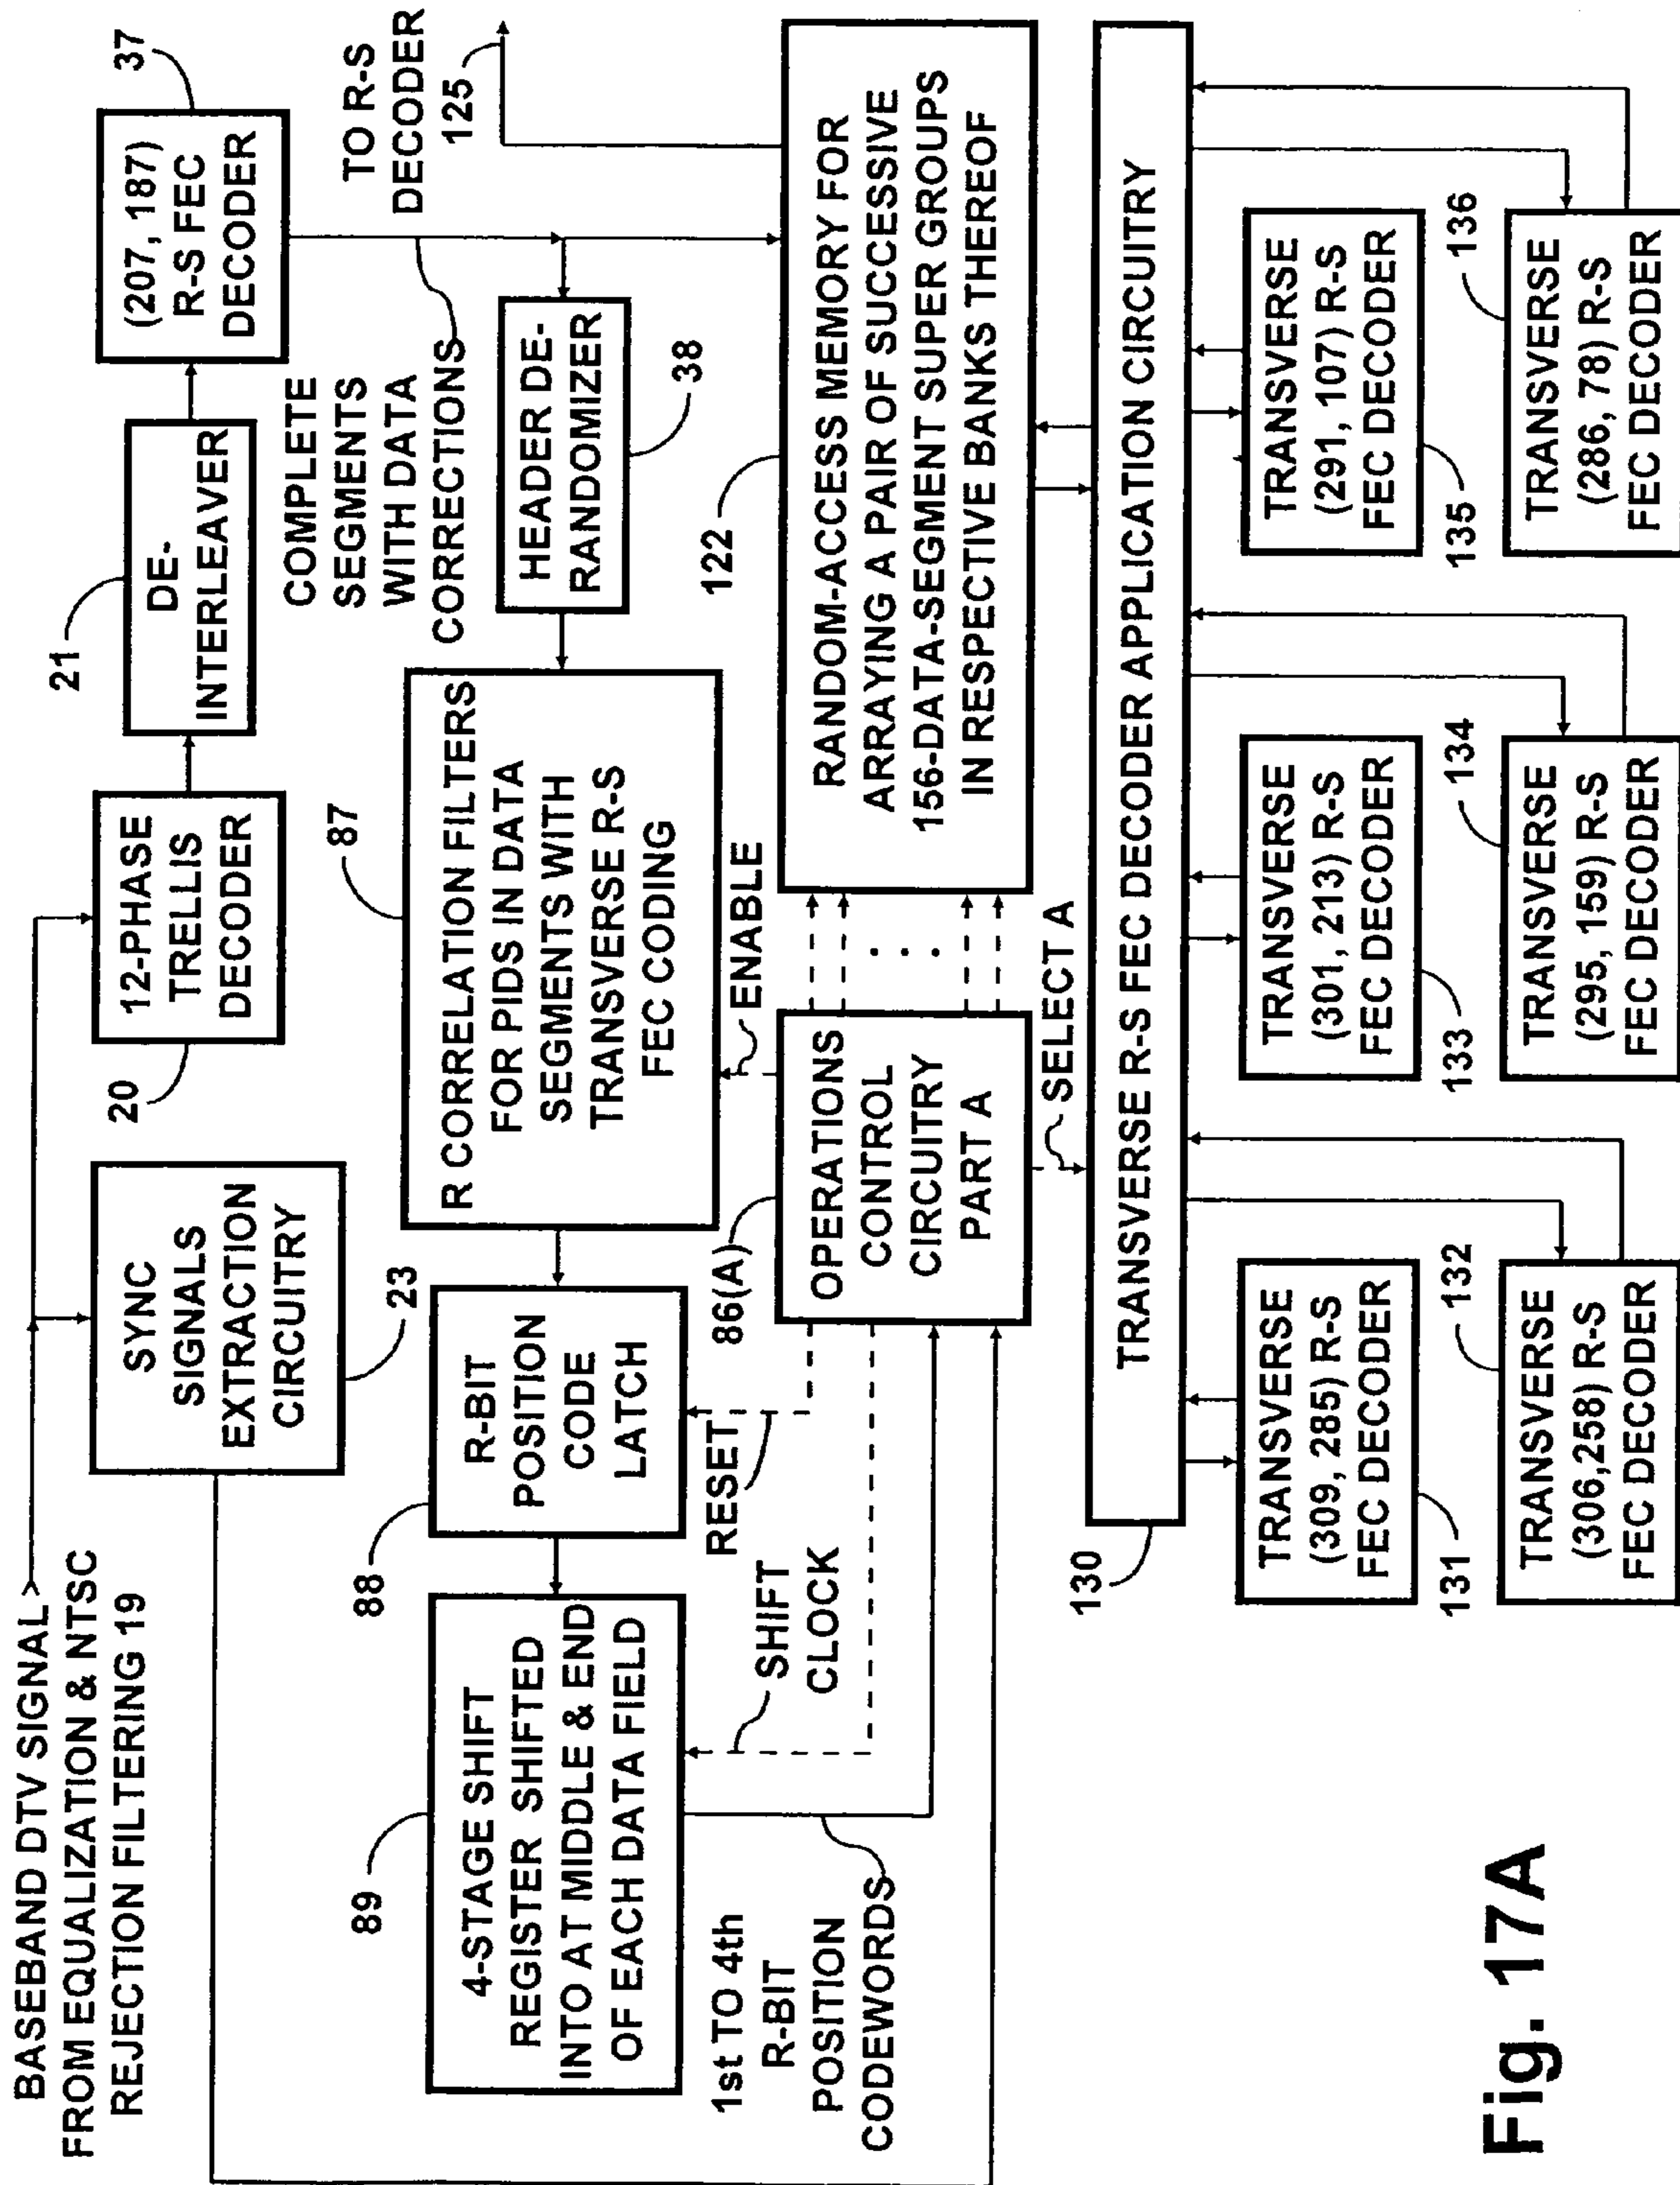 BASEBAND DTV SIGNAL >
FROM EQUALIZATION & NTSC
REJECTION FILTERING 19
SYNC
SIGNALS
EXTRACTION
CIRCUITRY
23
12-PHASE
TRELLIS
DECODER
20
DE-
INTERLEAVER
21
(207, 187)
R-S FEC
DECODER
37
COMPLETE
SEGMENTS
WITH DATA
CORRECTIONS
TO R-S
DECODER
125
4-STAGE SHIFT
REGISTER SHIFTED
INTO AT MIDDLE & END
OF EACH DATA FIELD
89
R-BIT
POSITION
CODE
LATCH
88
R CORRELATION FILTERS
FOR PIDS IN DATA
SEGMENTS WITH
TRANSVERSE R-S
FEC CODING
87
HEADER DE-
RANDOMIZER
38
1st TO 4th
R-BIT
POSITION
CODEWORDS
SHIFT
CLOCK
RESET
ENABLE
86(A)
OPERATIONS
CONTROL
CIRCUITRY
PART A
SELECT A
122
RANDOM-ACCESS MEMORY FOR
ARRAYING A PAIR OF SUCCESSIVE
156-DATA-SEGMENT SUPER GROUPS
IN RESPECTIVE BANKS THEREOF
130
TRANSVERSE R-S FEC DECODER APPLICATION CIRCUITRY
TRANSVERSE
(309, 285) R-S
FEC DECODER
131
TRANSVERSE
(306,258) R-S
FEC DECODER
132
TRANSVERSE
(301, 213) R-S
FEC DECODER
133
TRANSVERSE
(295, 159) R-S
FEC DECODER
134
TRANSVERSE
(291, 107) R-S
FEC DECODER
135
TRANSVERSE
(286, 78) R-S
FEC DECODER
136
Fig. 17A